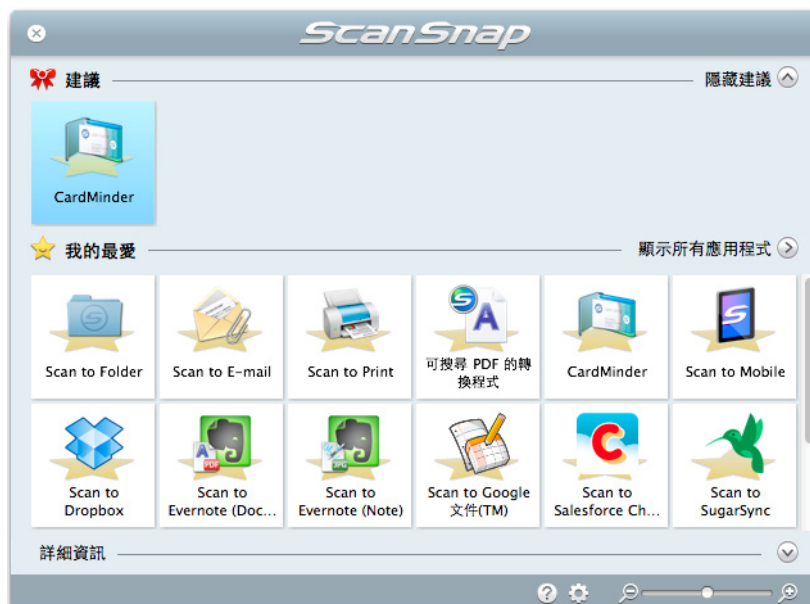 ScanSnap
建議
隱藏建議
CardMinder
我的最愛
顯示所有應用程式
Scan to Folder
Scan to E-mail
Scan to Print
可搜尋 PDF 的轉
換程式
CardMinder
Scan to Mobile
Scan to
Dropbox
Scan to
Evernote (Doc...
Scan to
Evernote (Note)
Scan to Google
文件(TM)
Scan to
Salesforce Ch...
Scan to
SugarSync
詳細資訊